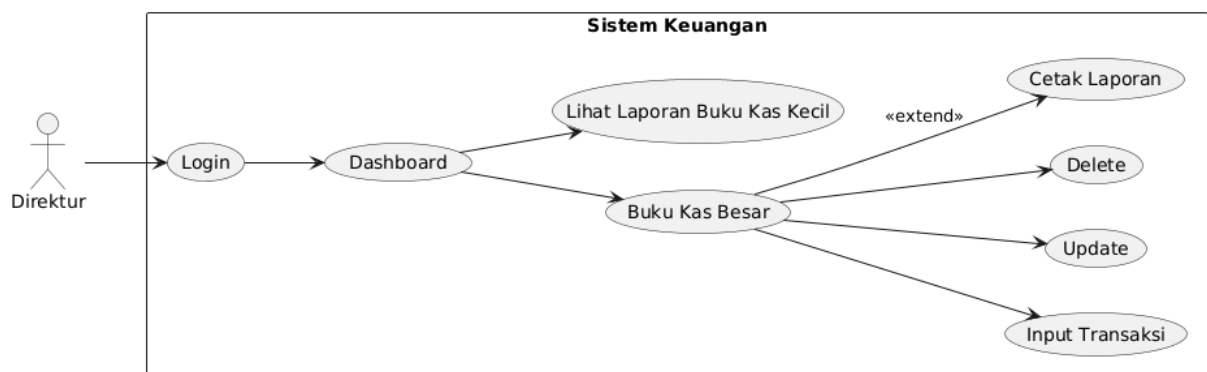 Sistem Keuangan
Cetak Laporan
Lihat Laporan Buku Kas Kecil
«extend»
Login
Dashboard
Delete
Direktur
Buku Kas Besar
Update
Input Transaksi